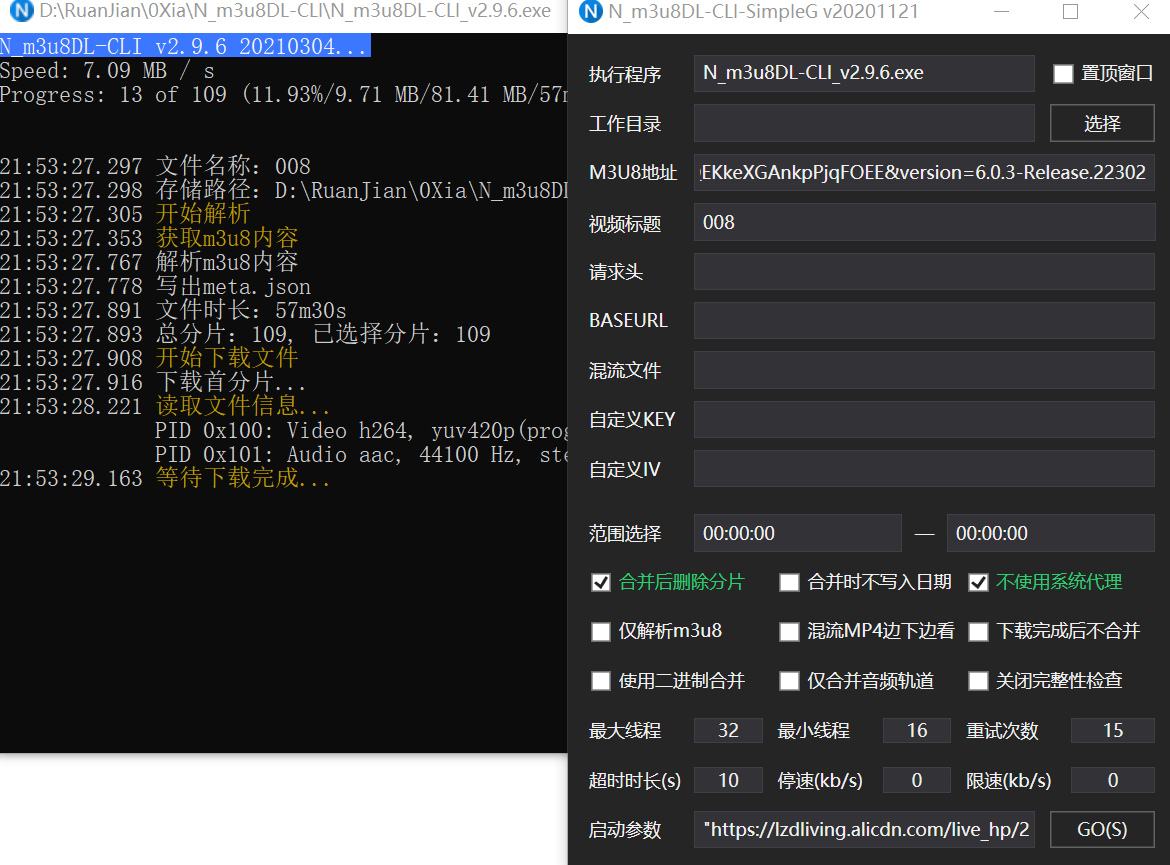 D:\RuanJian\0Xia\N_m3u8DL-CLI\N_m3u8DL-CLI_v2.9.6.exe
N_m3u8DL-CLI v2.9.6 20210304...
Speed: 7.09 MB / s
Progress: 13 of 109 (11.93%/9.71 MB/81.41 MB/57m
21:53:27.297 文件名称: 008
21:53:27.298 存储路径: D:\RuanJian\0Xia\N_m3u8DL
21:53:27.305 开始解析
21:53:27.353 获取m3u8内容
21:53:27.767 解析m3u8内容
21:53:27.778 写出meta.json
21:53:27.891 文件时长: 57m30s
21:53:27.893 总分片: 109, 已选择分片: 109
21:53:27.908 开始下载文件
21:53:27.916 下载首分片...
21:53:28.221 读取文件信息...
PID 0x100: Video h264, yuv420p(prog
PID 0x101: Audio aac, 44100 Hz, ste
21:53:29.163 等待下载完成...
N_m3u8DL-CLI-SimpleG v20201121
执行程序 N_m3u8DL-CLI_v2.9.6.exe 置顶窗口
工作目录 选择
M3U8地址 EKkeXGAnkpPjqFOEE&version=6.0.3-Release.22302
视频标题 008
请求头
BASEURL
混流文件
自定义KEY
自定义IV
范围选择 00:00:00 — 00:00:00
合并后删除分片 合并时不写入日期 不使用系统代理
仅解析m3u8 混流MP4边下边看 下载完成后不合并
使用二进制合并 仅合并音频轨道 关闭完整性检查
最大线程 32 最小线程 16 重试次数 15
超时时长(s) 10 停速(kb/s) 0 限速(kb/s) 0
启动参数 "https://lzdliving.alicdn.com/live_hp/2 GO(S)